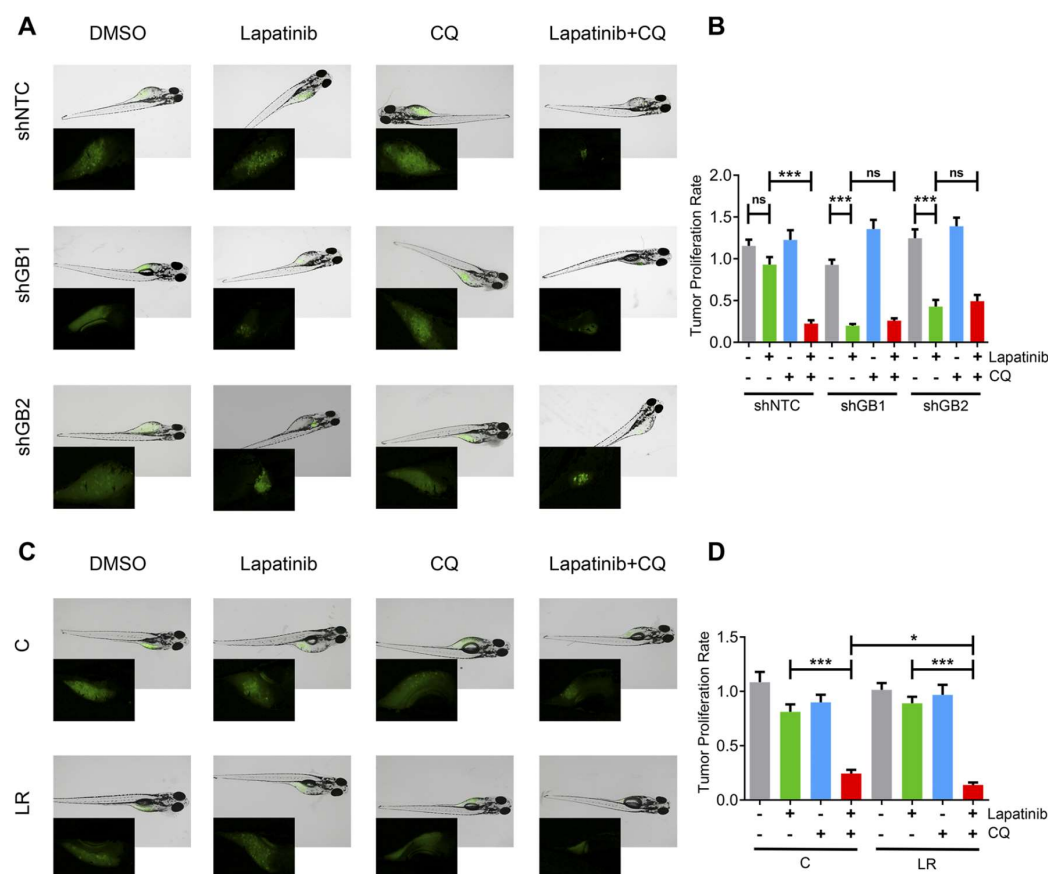 A
DMSO Lapatinib CQ Lapatinib+CQ
shNTC
shGB1
shGB2
B
Tumor Proliferation Rate
2.0
1.5
1.0
0.5
0.0
ns *** *** ns *** ns
- + - + - + - + - + - + Lapatinib
- - + + - - + + - - + + CQ
shNTC shGB1 shGB2
C
DMSO Lapatinib CQ Lapatinib+CQ
C
LR
D
Tumor Proliferation Rate
1.5
1.0
0.5
0.0
*** * ***
- + - + - + - + Lapatinib
- - + + - - + + CQ
C LR